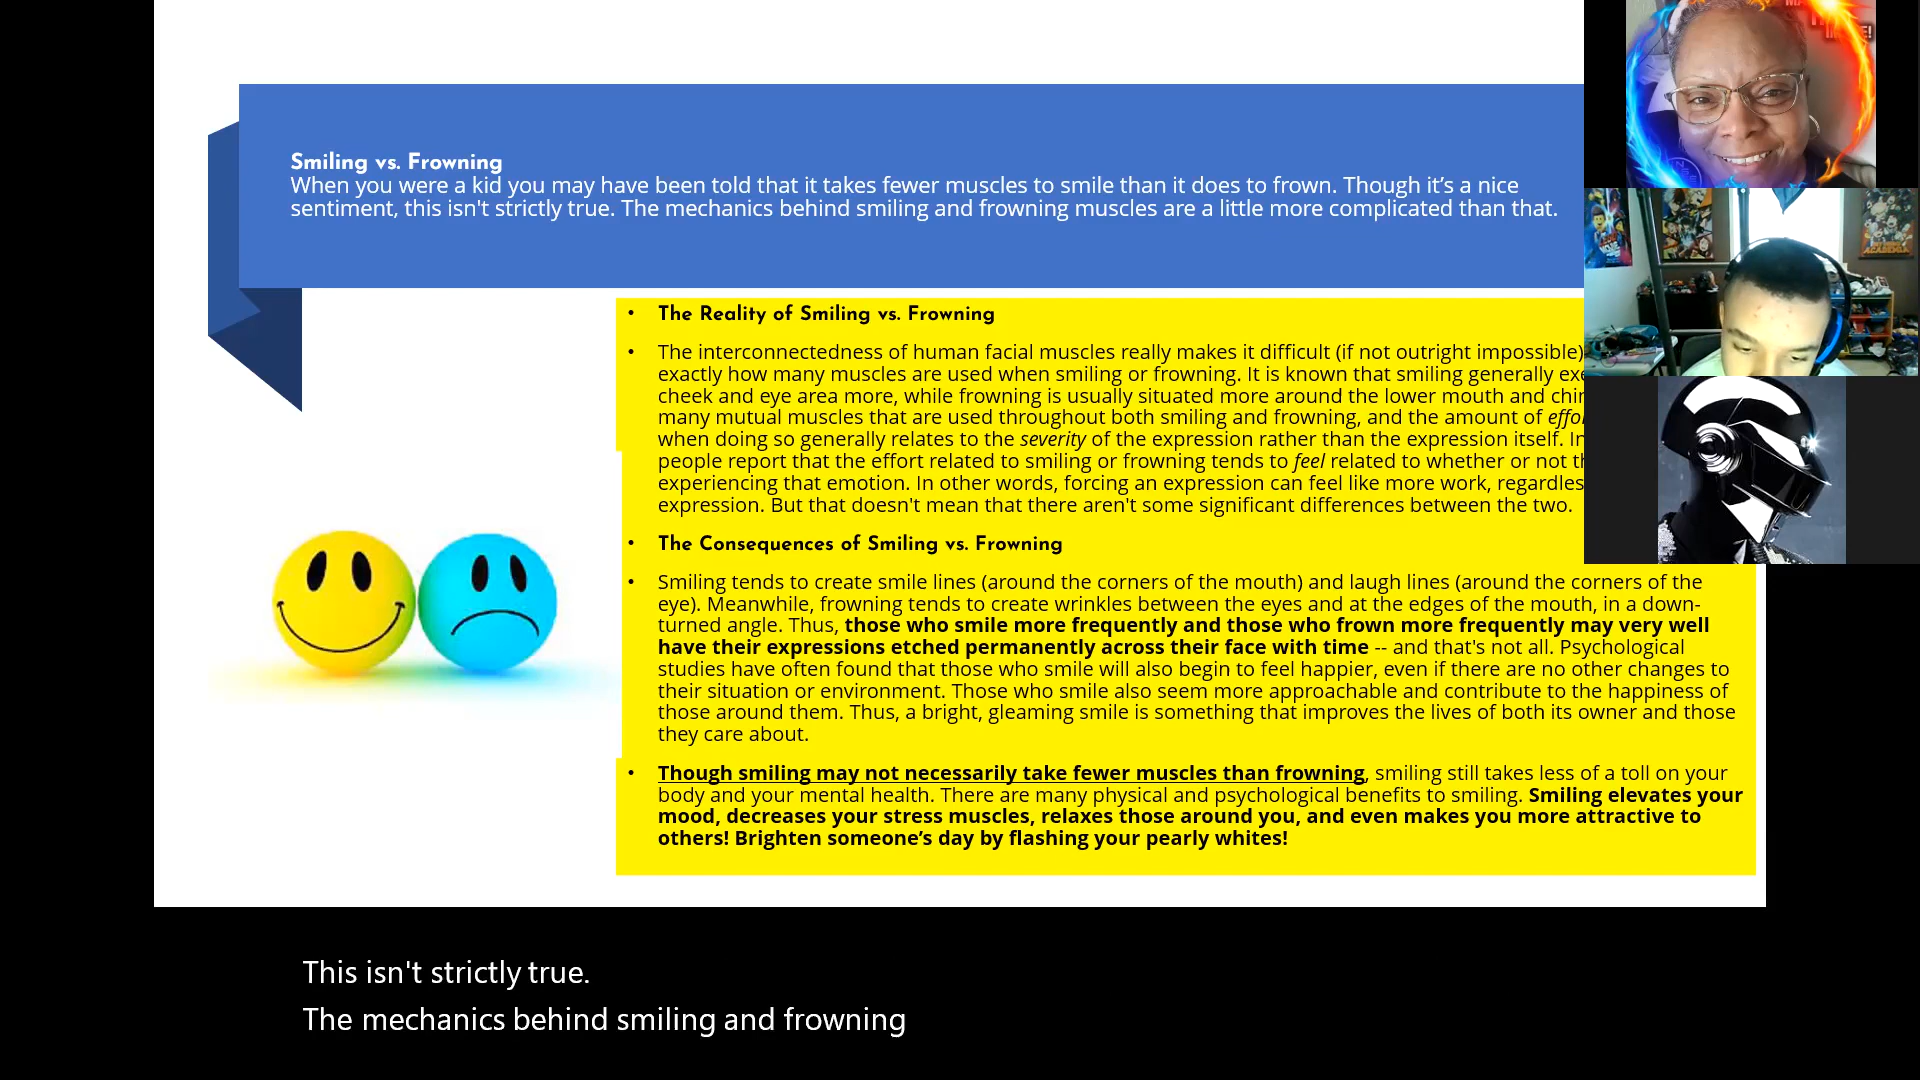 Smiling vs. Frowning
When you were a kid you may have been told that it takes fewer muscles to smile than it does to frown. Though it’s a nice
sentiment, this isn't strictly true. The mechanics behind smiling and frowning muscles are a little more complicated than that.
• The Reality of Smiling vs. Frowning
• The interconnectedness of human facial muscles really makes it difficult (if not outright impossible)
exactly how many muscles are used when smiling or frowning. It is known that smiling generally
cheek and eye area more, while frowning is usually situated more around the lower mouth and
many mutual muscles that are used throughout both smiling and frowning, and the amount of
when doing so generally relates to the severity of the expression rather than the expression itself. In
people report that the effort related to smiling or frowning tends to feel related to whether or not
experiencing that emotion. In other words, forcing an expression can feel like more work, regardless
expression. But that doesn't mean that there aren't some significant differences between the two.
• The Consequences of Smiling vs. Frowning
• Smiling tends to create smile lines (around the corners of the mouth) and laugh lines (around the corners of the
eye). Meanwhile, frowning tends to create wrinkles between the eyes and at the edges of the mouth, in a down-
turned angle. Thus, those who smile more frequently and those who frown more frequently may very well
have their expressions etched permanently across their face with time -- and that's not all. Psychological
studies have often found that those who smile will also begin to feel happier, even if there are no other changes to
their situation or environment. Those who smile also seem more approachable and contribute to the happiness of
those around them. Thus, a bright, gleaming smile is something that improves the lives of both its owner and those
they care about.
• Though smiling may not necessarily take fewer muscles than frowning, smiling still takes less of a toll on your
body and your mental health. There are many physical and psychological benefits to smiling. Smiling elevates your
mood, decreases your stress muscles, relaxes those around you, and even makes you more attractive to
others! Brighten someone’s day by flashing your pearly whites!
This isn't strictly true.
The mechanics behind smiling and frowning